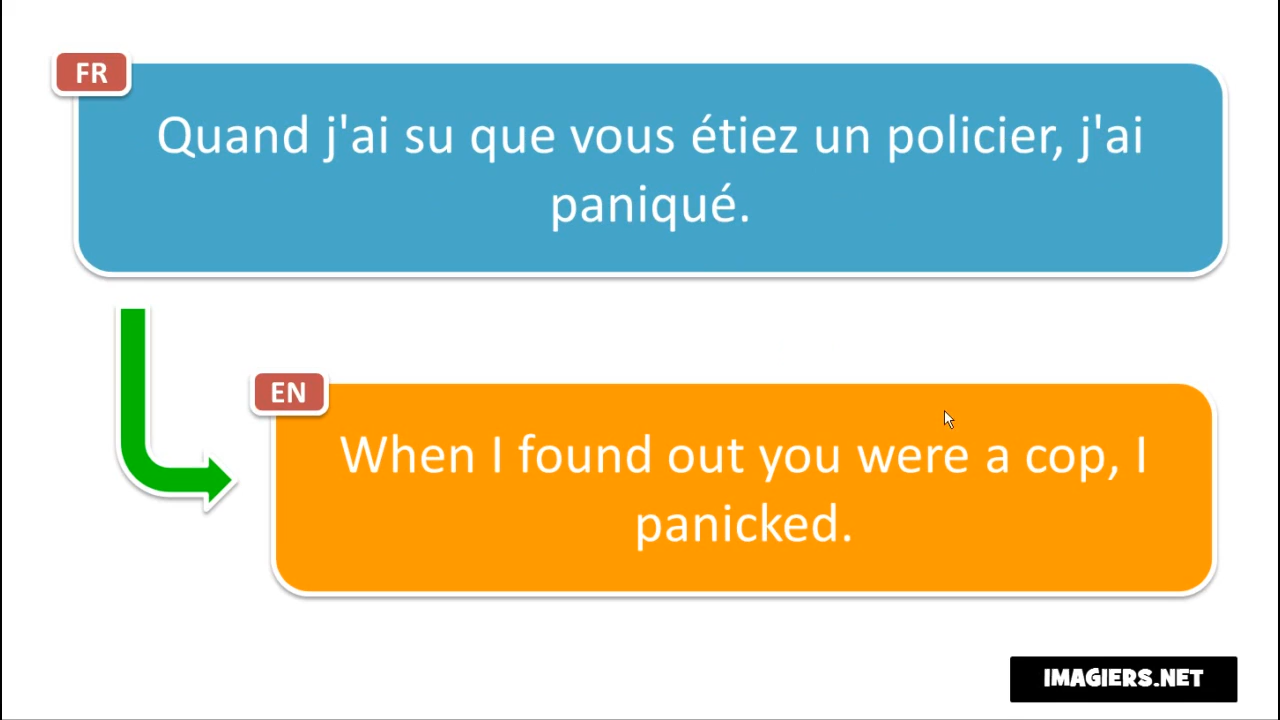 FR
Quand j'ai su que vous étiez un policier, j'ai
paniqué.
EN
When I found out you were a cop, I
panicked.
IMAGIERS.NET